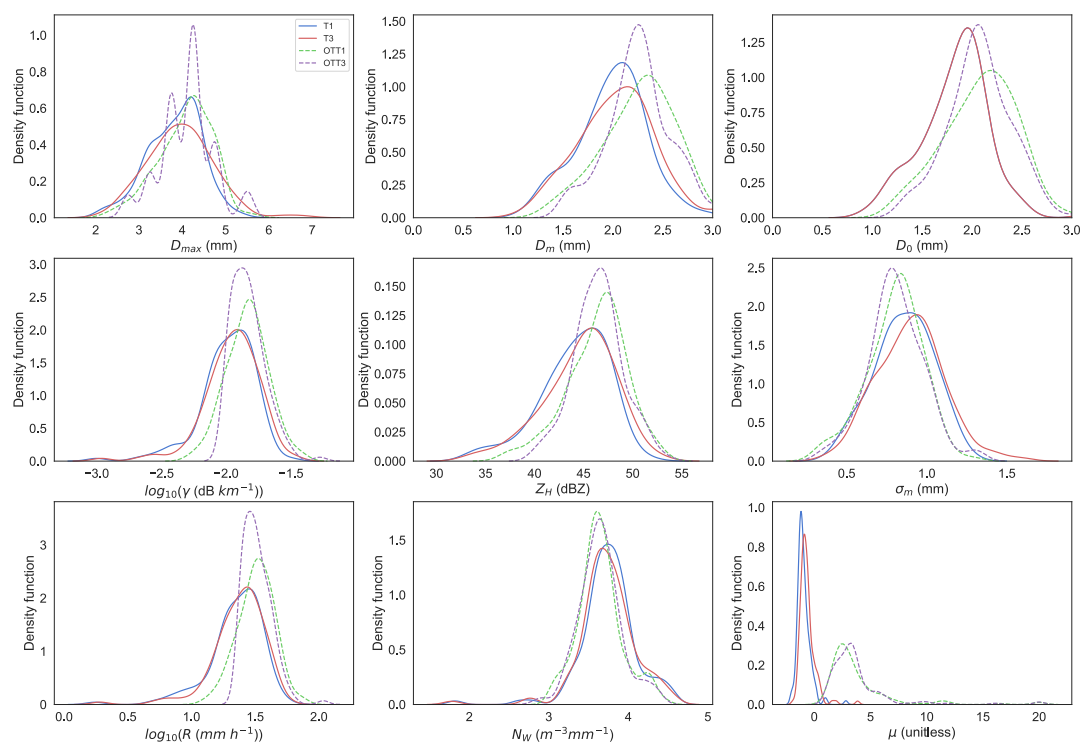 Density function
1.0
0.8
0.6
0.4
0.2
0.0
2 3 4 5 6 7
D_max (mm)
T1
T3
OTT1
OTT3
Density function
1.50
1.25
1.00
0.75
0.50
0.25
0.00
0.0 0.5 1.0 1.5 2.0 2.5 3.0
D_m (mm)
Density function
1.25
1.00
0.75
0.50
0.25
0.00
0.0 0.5 1.0 1.5 2.0 2.5 3.0
D_0 (mm)
Density function
3.0
2.5
2.0
1.5
1.0
0.5
0.0
−3.0 −2.5 −2.0 −1.5
log_10(γ (dB km^−1))
Density function
0.150
0.125
0.100
0.075
0.050
0.025
0.000
30 35 40 45 50 55
Z_H (dBZ)
Density function
2.5
2.0
1.5
1.0
0.5
0.0
0.5 1.0 1.5
σ_m (mm)
Density function
3
2
1
0
0.0 0.5 1.0 1.5 2.0
log_10(R (mm h^−1))
Density function
1.5
1.0
0.5
0.0
2 3 4 5
N_W (m^−3mm^−1)
Density function
1.0
0.8
0.6
0.4
0.2
0.0
0 5 10 15 20
μ (unitless)